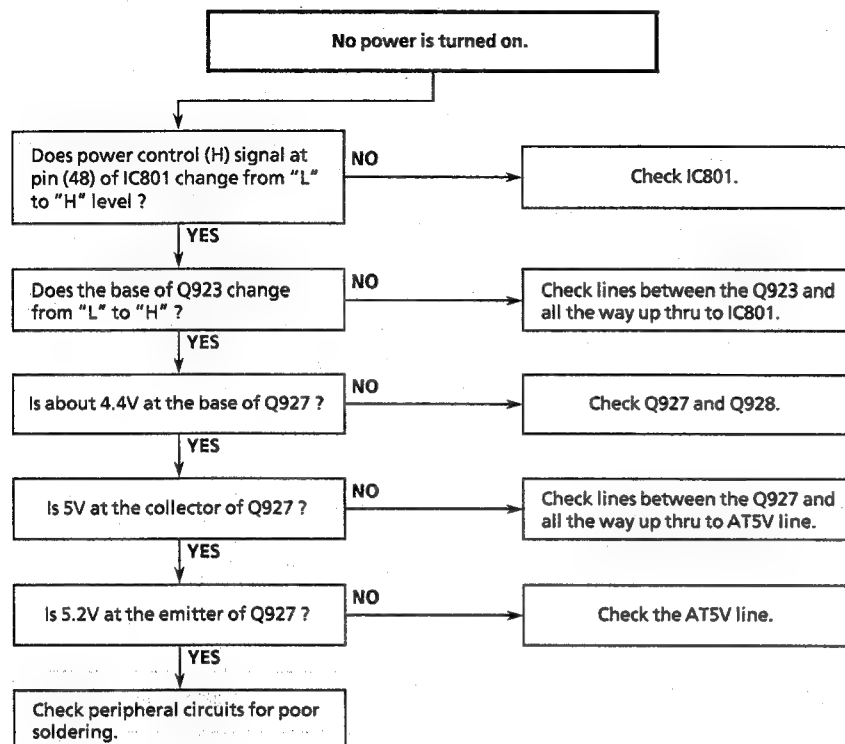 No power is turned on.
Does power control (H) signal at
pin (48) of IC801 change from "L"
to "H" level ?
NO
Check IC801.
YES
Does the base of Q923 change
from "L" to "H" ?
NO
Check lines between the Q923 and
all the way up thru to IC801.
YES
Is about 4.4V at the base of Q927 ?
NO
Check Q927 and Q928.
YES
Is 5V at the collector of Q927 ?
NO
Check lines between the Q927 and
all the way up thru to AT5V line.
YES
Is 5.2V at the emitter of Q927 ?
NO
Check the AT5V line.
YES
Check peripheral circuits for poor
soldering.